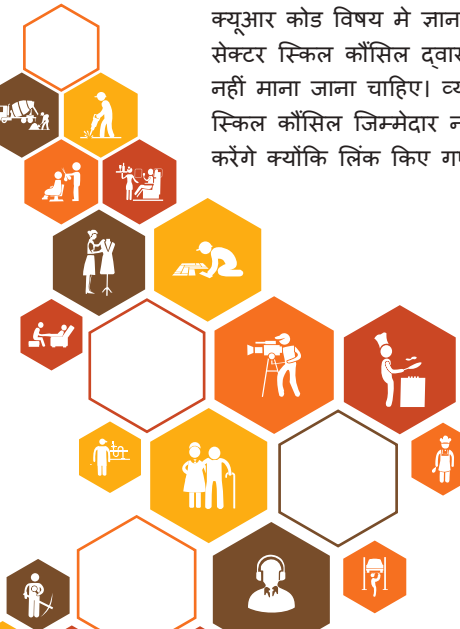 क्यूआर कोड विषय मे ज्ञान
सेक्टर स्किल कौंसिल
नहीं माना जाना चाहिए।
स्किल कौंसिल जिम्मेदार
करेंगे क्योंकि लिंक किए